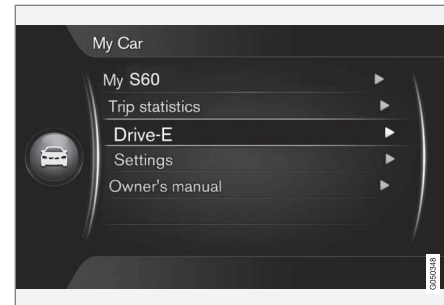 My Car
My S60
Trip statistics
Drive-E
Settings
Owner's manual
G050348